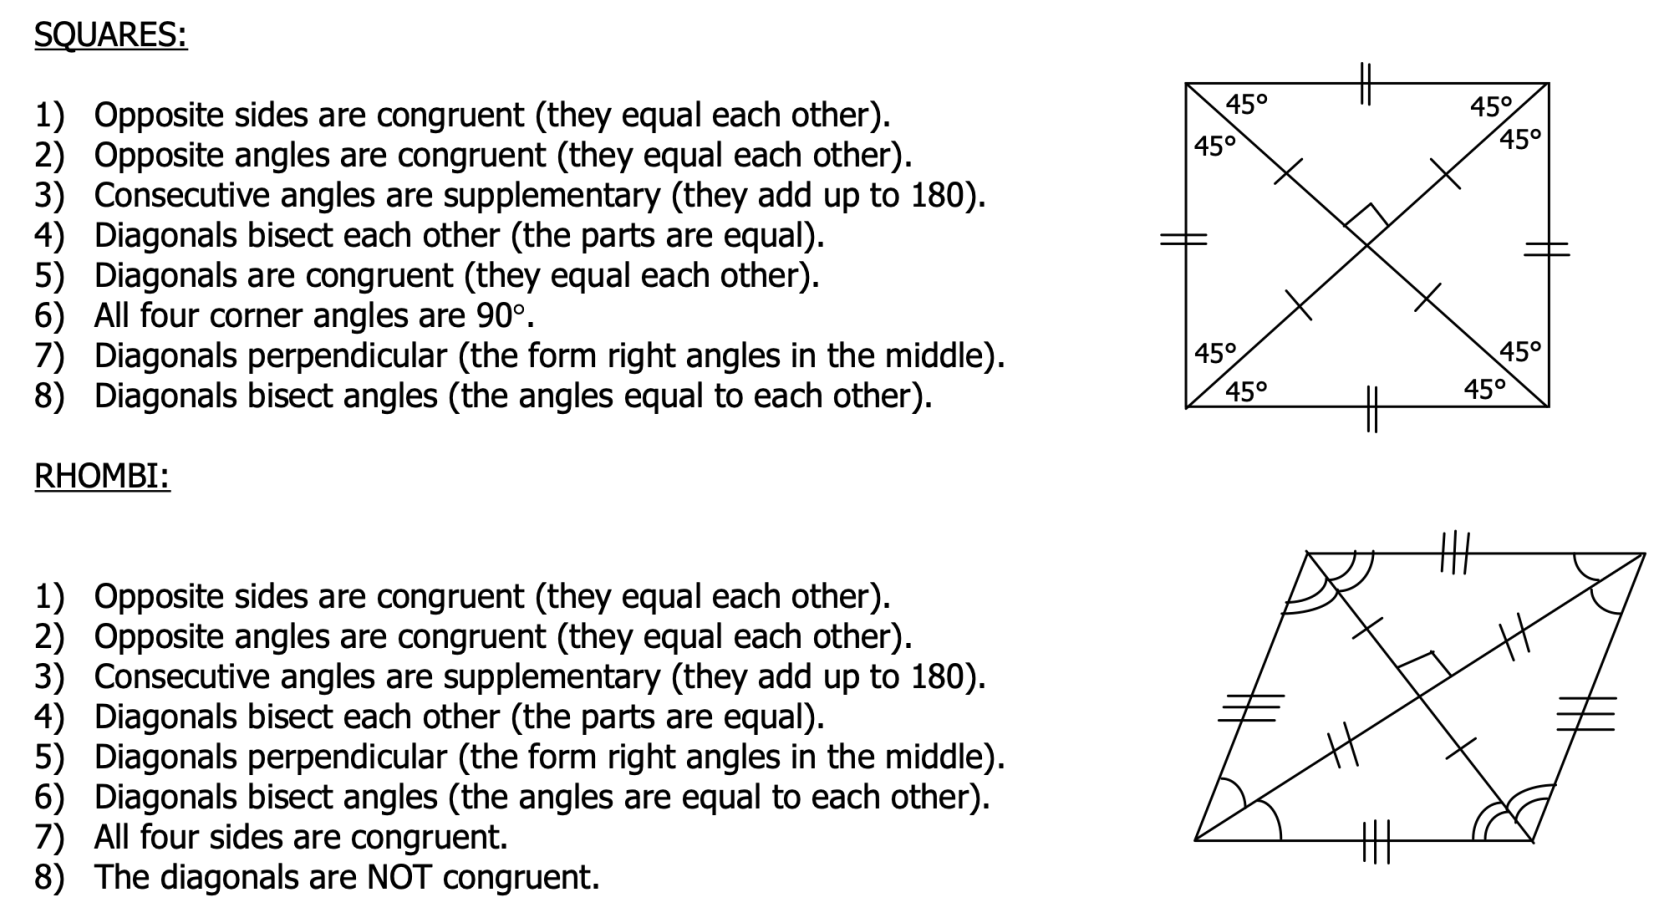 SQUARES:
1) Opposite sides are congruent (they equal each other).
2) Opposite angles are congruent (they equal each other).
3) Consecutive angles are supplementary (they add up to 180).
4) Diagonals bisect each other (the parts are equal).
5) Diagonals are congruent (they equal each other).
6) All four corner angles are 90°.
7) Diagonals perpendicular (the form right angles in the middle).
8) Diagonals bisect angles (the angles equal to each other).
45° 45°
45° 45°
45° 45°
45° 45°
RHOMBI:
1) Opposite sides are congruent (they equal each other).
2) Opposite angles are congruent (they equal each other).
3) Consecutive angles are supplementary (they add up to 180).
4) Diagonals bisect each other (the parts are equal).
5) Diagonals perpendicular (the form right angles in the middle).
6) Diagonals bisect angles (the angles are equal to each other).
7) All four sides are congruent.
8) The diagonals are NOT congruent.